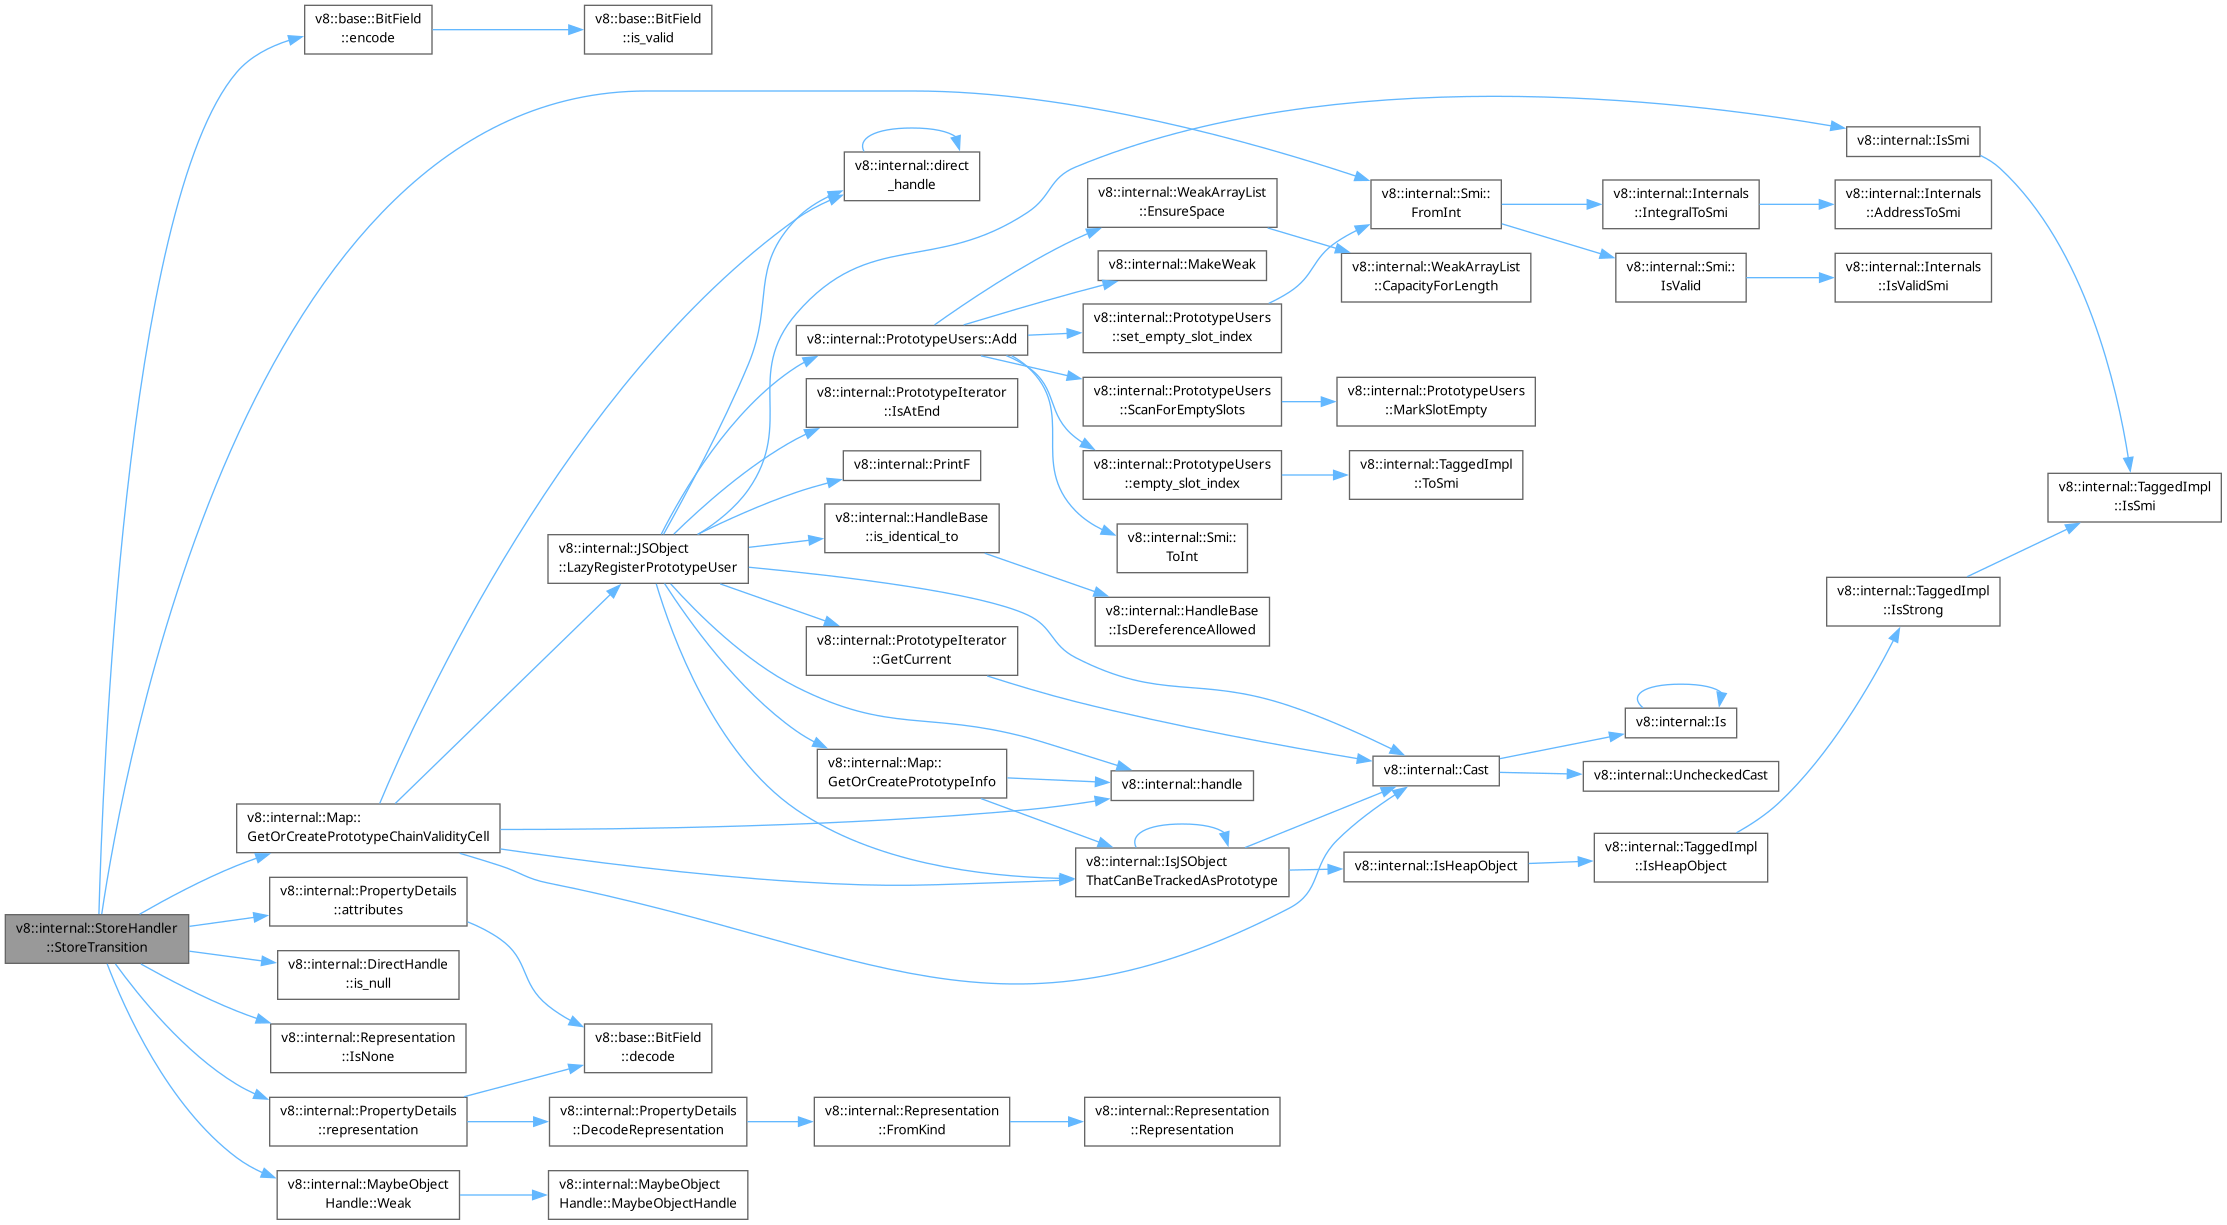 v8::base::BitField
::encode
v8::base::BitField
::is_valid
v8::internal::IsSmi
v8::internal::direct
_handle
v8::internal::WeakArrayList
::EnsureSpace
v8::internal::Smi::
FromInt
v8::internal::Internals
::IntegralToSmi
v8::internal::Internals
::AddressToSmi
v8::internal::MakeWeak
v8::internal::WeakArrayList
::CapacityForLength
v8::internal::Smi::
IsValid
v8::internal::Internals
::IsValidSmi
v8::internal::PrototypeUsers::Add
v8::internal::PrototypeUsers
::set_empty_slot_index
v8::internal::PrototypeIterator
::IsAtEnd
v8::internal::PrototypeUsers
::ScanForEmptySlots
v8::internal::PrototypeUsers
::MarkSlotEmpty
v8::internal::PrintF
v8::internal::PrototypeUsers
::empty_slot_index
v8::internal::TaggedImpl
::ToSmi
v8::internal::TaggedImpl
::IsSmi
v8::internal::JSObject
::LazyRegisterPrototypeUser
v8::internal::HandleBase
::is_identical_to
v8::internal::Smi::
ToInt
v8::internal::HandleBase
::IsDereferenceAllowed
v8::internal::TaggedImpl
::IsStrong
v8::internal::PrototypeIterator
::GetCurrent
v8::internal::Is
v8::internal::Map::
GetOrCreatePrototypeInfo
v8::internal::handle
v8::internal::Cast
v8::internal::UncheckedCast
v8::internal::Map::
GetOrCreatePrototypeChainValidityCell
v8::internal::IsJSObject
ThatCanBeTrackedAsPrototype
v8::internal::IsHeapObject
v8::internal::TaggedImpl
::IsHeapObject
v8::internal::StoreHandler
::StoreTransition
v8::internal::PropertyDetails
::attributes
v8::internal::DirectHandle
::is_null
v8::internal::Representation
::IsNone
v8::base::BitField
::decode
v8::internal::PropertyDetails
::representation
v8::internal::PropertyDetails
::DecodeRepresentation
v8::internal::Representation
::FromKind
v8::internal::Representation
::Representation
v8::internal::MaybeObject
Handle::Weak
v8::internal::MaybeObject
Handle::MaybeObjectHandle